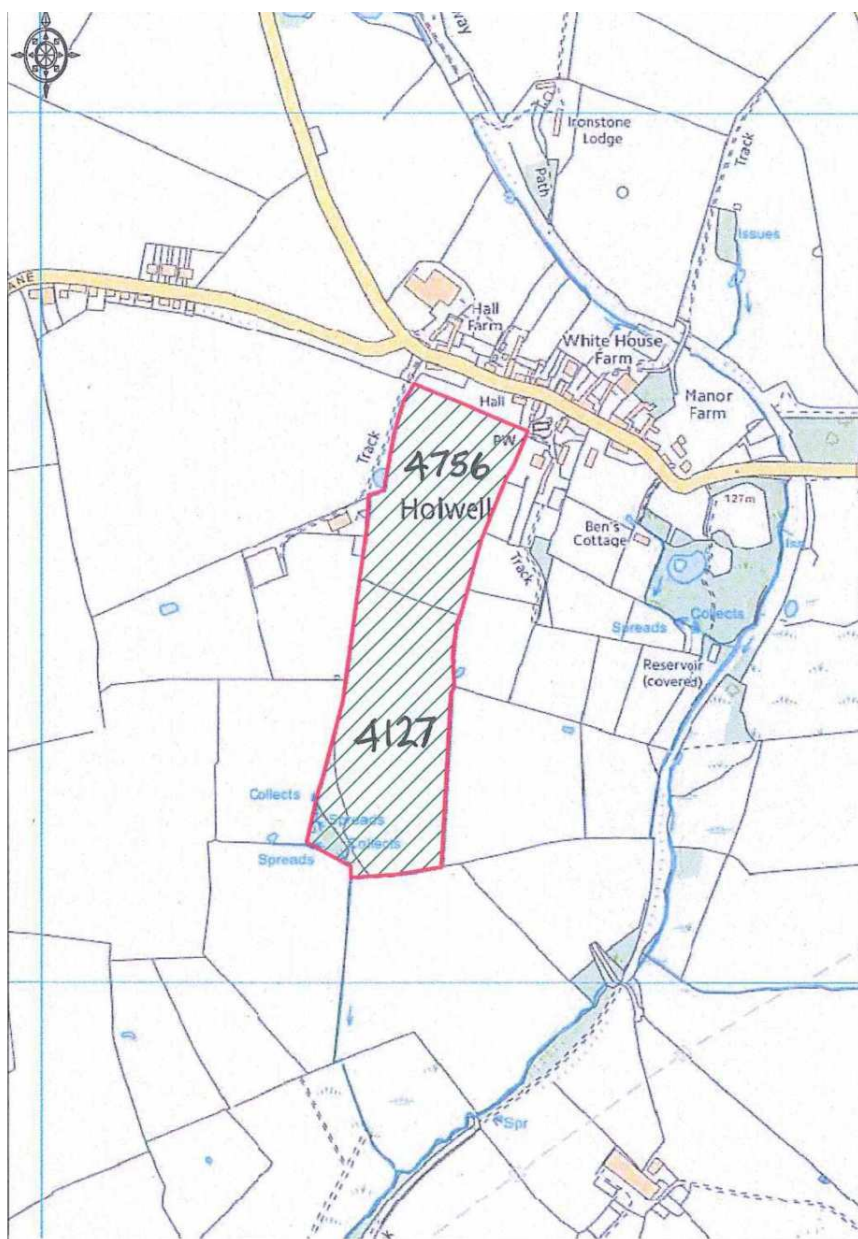 way
Ironstone
Lodge
Path
Track
Issues
ANE
Hall
Farm
White House
Farm
Manor
Farm
Hall
PW
Track
4756
Holwell
127m
Ben's
Cottage
Track
Iss
Collects
Spreads
Reservoir
(covered)
4127
Collects
Spreads
Collects
Spreads
Spr